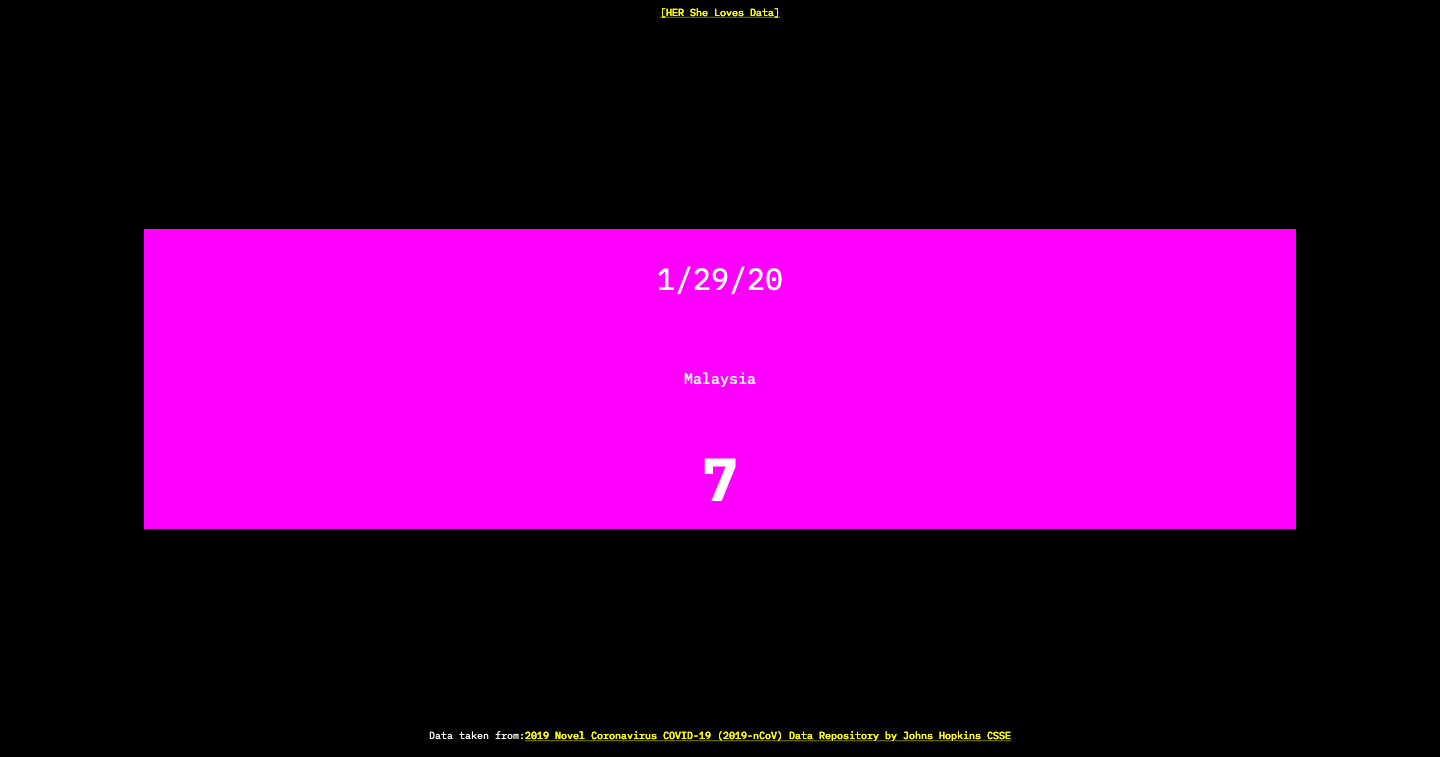 [HER She Loves Data]
1/29/20
Malaysia
7
Data taken from:2019 Novel Coronavirus COVID-19 (2019-nCoV) Data Repository by Johns Hopkins CSSE